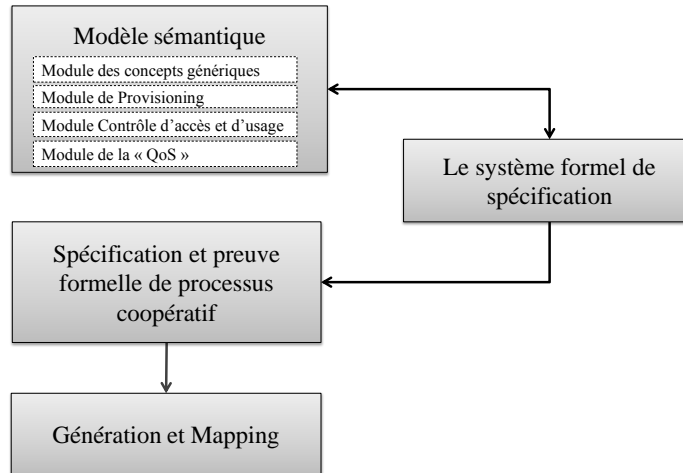 Modèle sémantique
Module des concepts génériques
Module de Provisioning
Module Contrôle d'accès et d'usage
Module de la « QoS »
Le système formel de
spécification
Spécification et preuve
formelle de processus
coopératif
Génération et Mapping